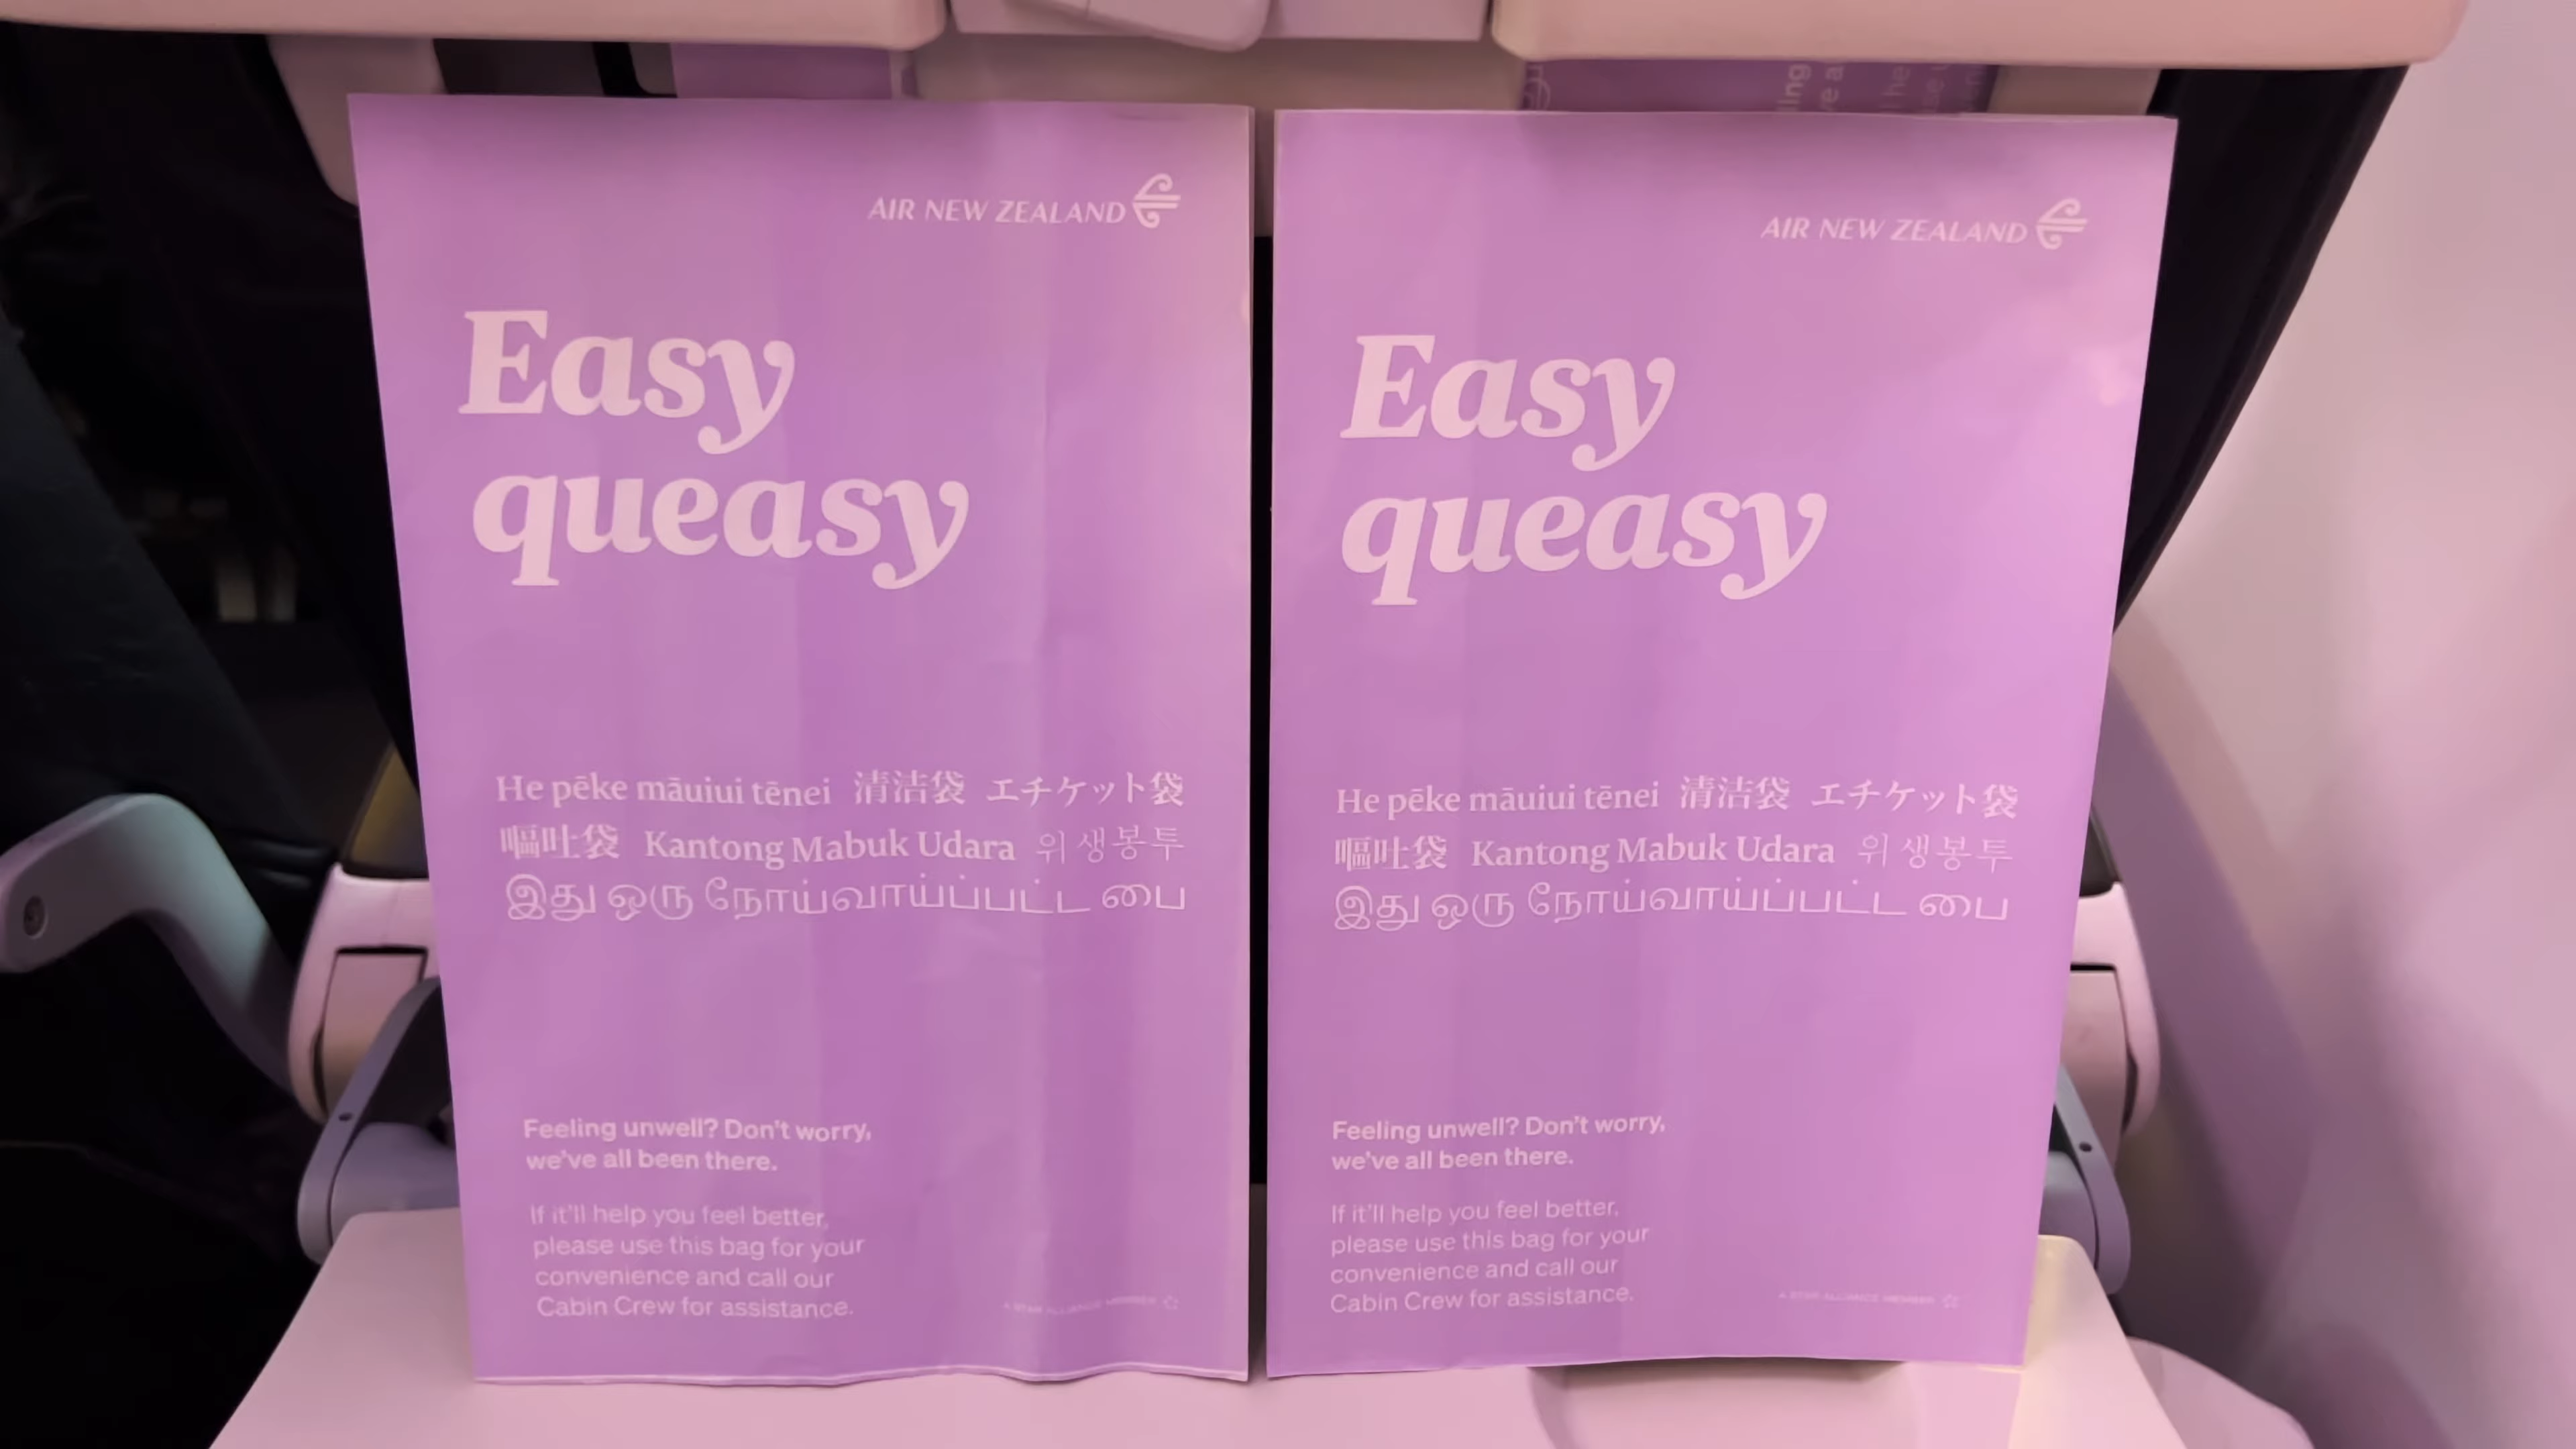 AIR NEW ZEALAND
Easy
queasy
He pēke māuiui tēnei 清洁袋 エチケット袋
嘔吐袋 Kantong Mabuk Udara 위생봉투
இது ஒரு நோய்வாய்ப்பட்ட பை
Feeling unwell? Don't worry,
we've all been there.
If it'll help you feel better,
please use this bag for your
convenience and call our
Cabin Crew for assistance.
A STAR ALLIANCE MEMBER
AIR NEW ZEALAND
Easy
queasy
He pēke māuiui tēnei 清洁袋 エチケット袋
嘔吐袋 Kantong Mabuk Udara 위생봉투
இது ஒரு நோய்வாய்ப்பட்ட பை
Feeling unwell? Don't worry,
we've all been there.
If it'll help you feel better,
please use this bag for your
convenience and call our
Cabin Crew for assistance.
A STAR ALLIANCE MEMBER